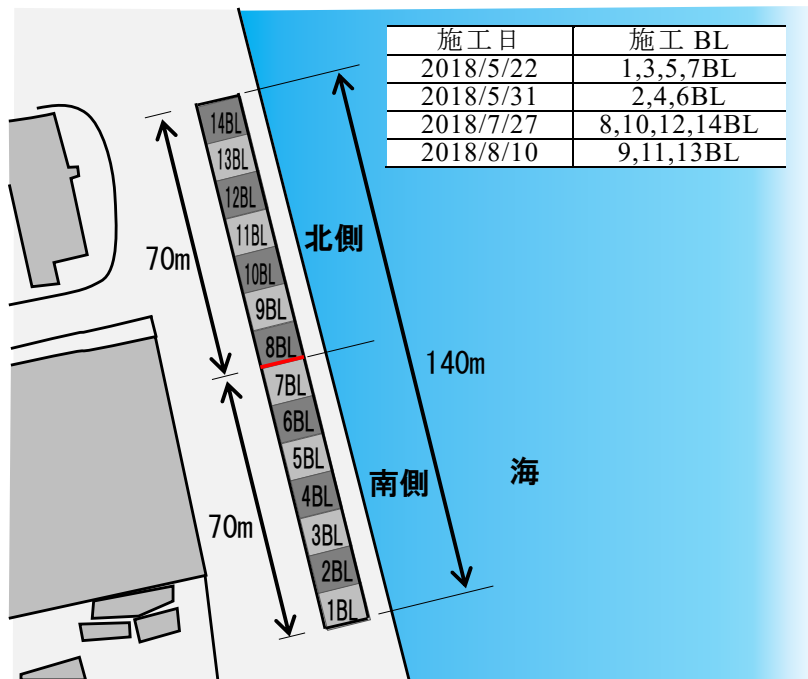 施工日 施工 BL
2018/5/22 1,3,5,7BL
2018/5/31 2,4,6BL
2018/7/27 8,10,12,14BL
2018/8/10 9,11,13BL
14BL
13BL
12BL
11BL
10BL
9BL
8BL
7BL
6BL
5BL
4BL
3BL
2BL
1BL
70m
70m
北側
140m
南側
海